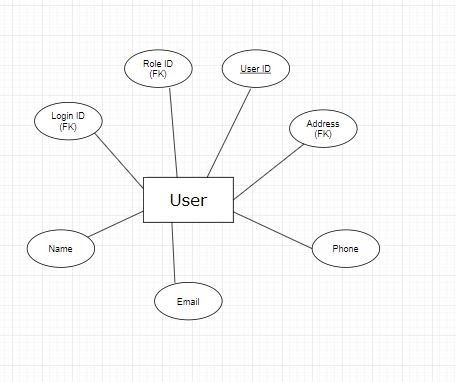 Role ID
(FK)
User ID
Login ID
(FK)
Address
(FK)
User
Name
Phone
Email